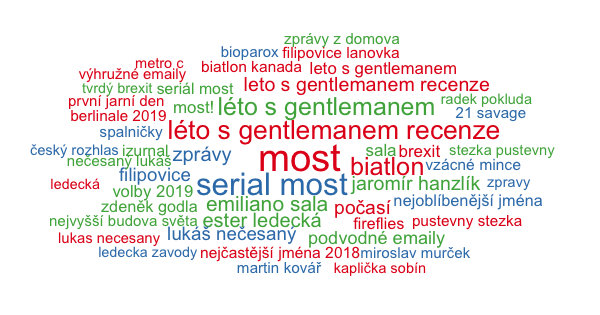 zprávy z domova
bioparox filipovice lanovka
metro c biatlon kanada leto s gentlemanem
výhružné emaily
tvrdý brexit seriál most leto s gentlemanem recenze
první jarní den most! léto s gentlemanem radek pokluda
berlinale 2019 21 savage
spalničky léto s gentlemanem recenze
český rozhlas izurnal zprávy most sala brexit stezka pustevny
nečesaný lukáš biatlon vzácné mince
filipovice
ledecká serial most jaromír hanzlík zpravy
volby 2019
zdeněk godla emiliano sala počasí nejoblíbenější jména
nejvyšší budova světa ester ledecká fireflies pustevny stezka
lukas necesany lukáš nečesaný podvodné emaily
ledecka zavody nejčastější jména 2018 miroslav murček
martin kovář kaplička sobín